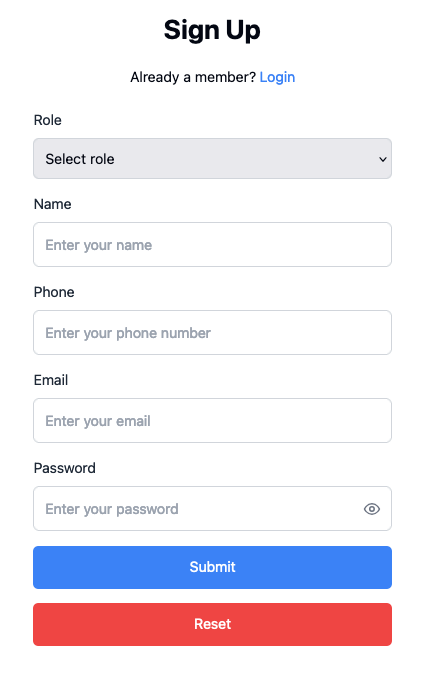 Sign Up
Already a member? Login
Role
Select role
Name
Enter your name
Phone
Enter your phone number
Email
Enter your email
Password
Enter your password
Submit
Reset